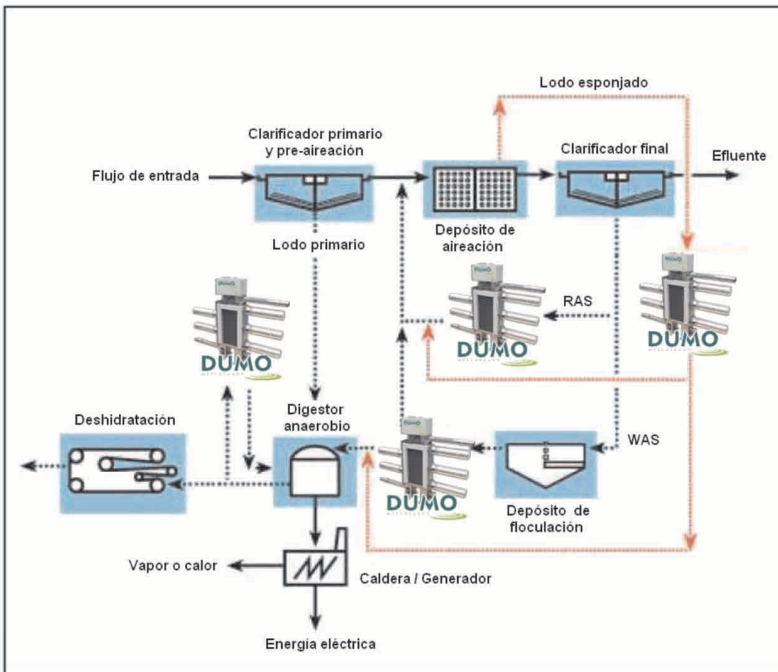 Lodo esponjado
Clarificador primario
y pre-aireación
Clarificador final
Efluente
Flujo de entrada
Depósito de
aireación
Lodo primario
RAS
DUMO
DUMO
DUMO
Deshidratación
Digestor
anaerobio
WAS
DUMO
Depósito de
floculación
Vapor o calor
Caldera / Generador
Energía eléctrica